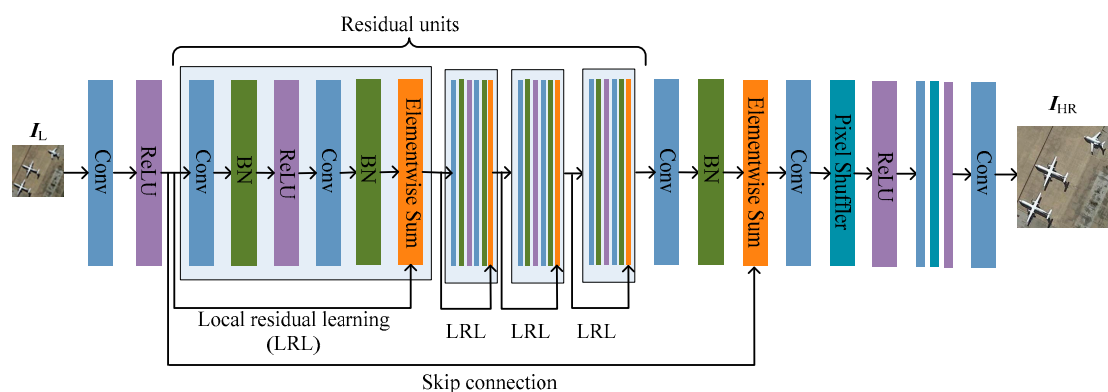 Residual units
I_L
Conv
ReLU
Conv
BN
ReLU
Conv
BN
Elementwise Sum
Conv
BN
Elementwise Sum
Conv
Pixel Shuffler
ReLU
Conv
I_HR
Local residual learning
(LRL)
LRL
LRL
LRL
Skip connection